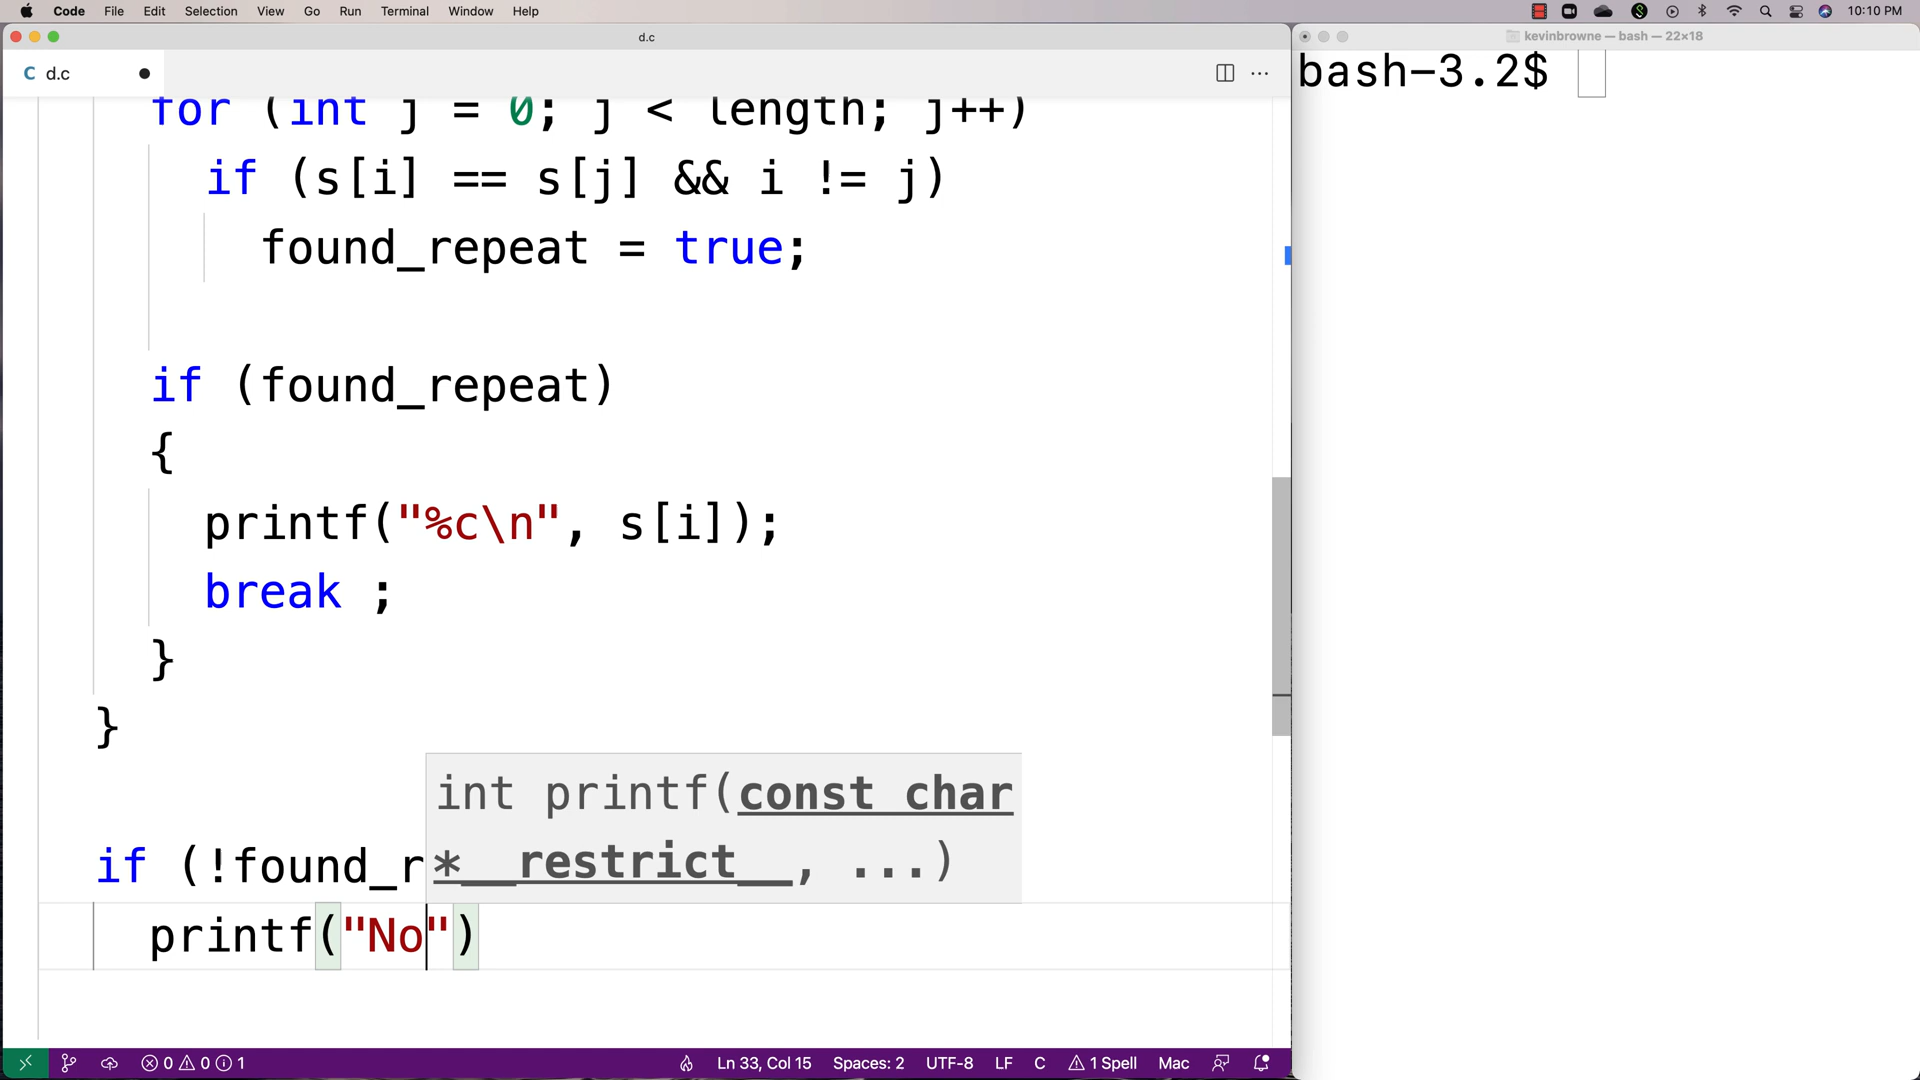 Code File Edit Selection View Go Run Terminal Window Help 10:10 PM
d.c
kevinbrowne — bash — 22×18
C d.c
bash-3.2$
for (int j = 0; j < length; j++)
if (s[i] == s[j] && i != j)
found_repeat = true;
if (found_repeat)
{
printf("%c\n", s[i]);
break ;
}
}
int printf(const char
*__restrict__, ...)
if (!found_r
printf("No")
0 0 1 Ln 33, Col 15 Spaces: 2 UTF-8 LF C 1 Spell Mac